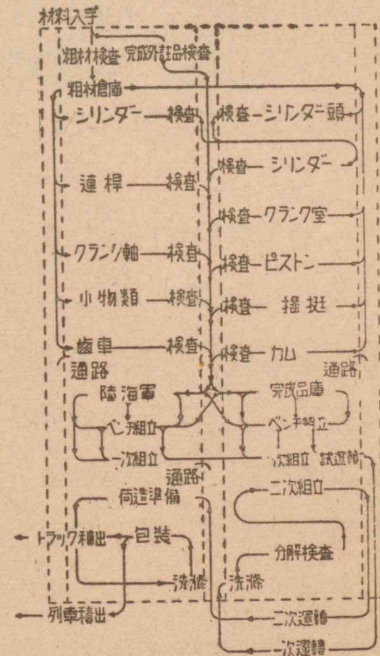 材料入手
粗材検査
完成外註品検査
粗材倉庫
シリンダー 検査
検査 シリンダー頭
検査 シリンダー
連桿 検査
検査 クランク室
クランク軸 検査
検査 ピストン
小物類 検査
検査 揺挺
歯車 検査
検査 カム
通路
通路
陸海軍
完成品庫
ベンチ組立
ベンチ組立
一次組立
一次組立
試運転
通路
荷造準備
二次組立
トラック積出
包装
分解検査
洗滌
洗滌
列車積出
二次運転
一次運転